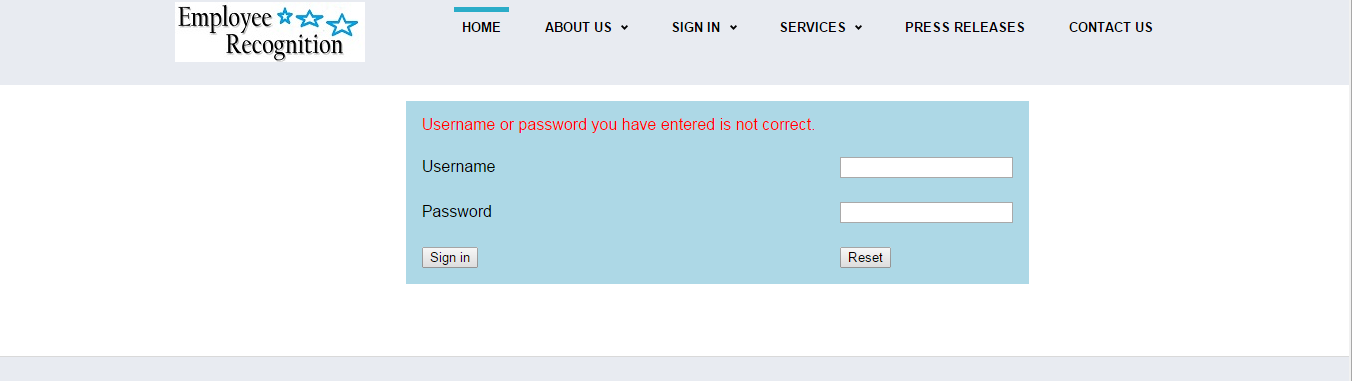 Employee
Recognition
HOME ABOUT US SIGN IN SERVICES PRESS RELEASES CONTACT US
Username or password you have entered is not correct.
Username
Password
Sign in Reset